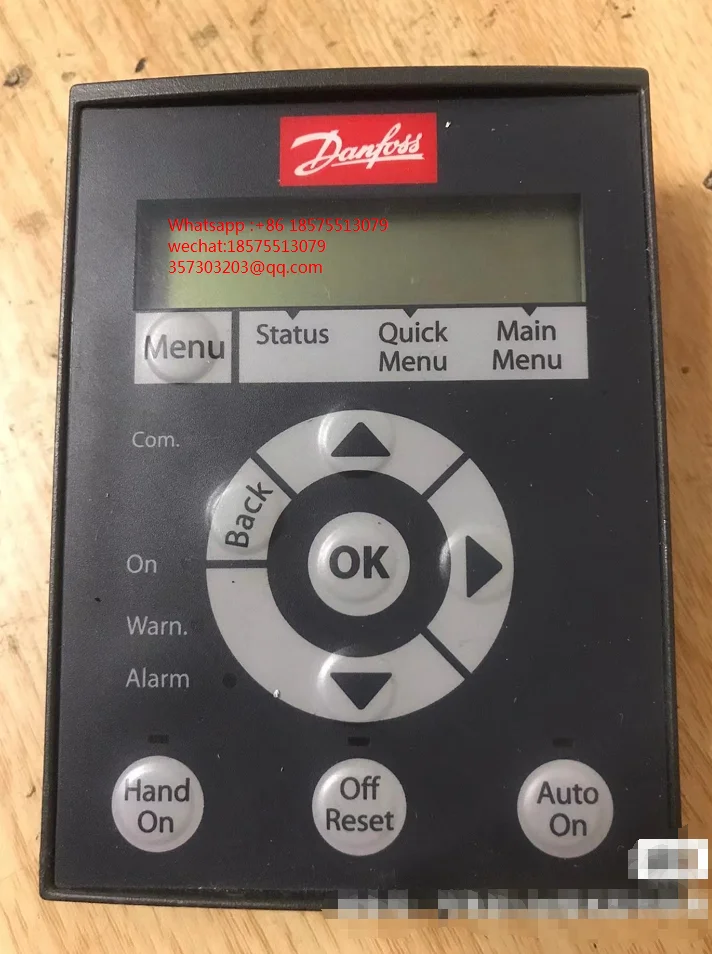 Danfoss
Whatsapp :+86 18575513079
wechat:18575513079
357303203@qq.com
Menu
Status
Quick
Menu
Main
Menu
Com.
Back
OK
On
Warn.
Alarm
Hand
On
Off
Reset
Auto
On